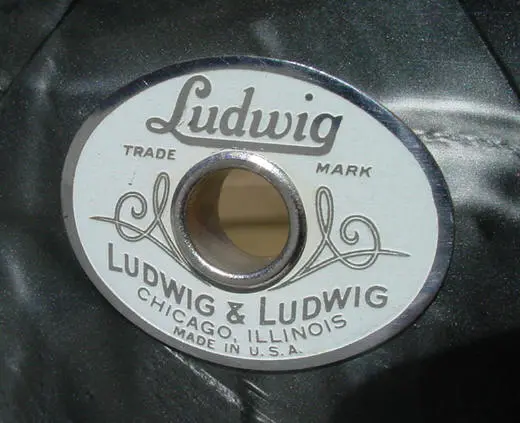 Ludwig
TRADE MARK
LUDWIG & LUDWIG
CHICAGO, ILLINOIS
MADE IN U.S.A.